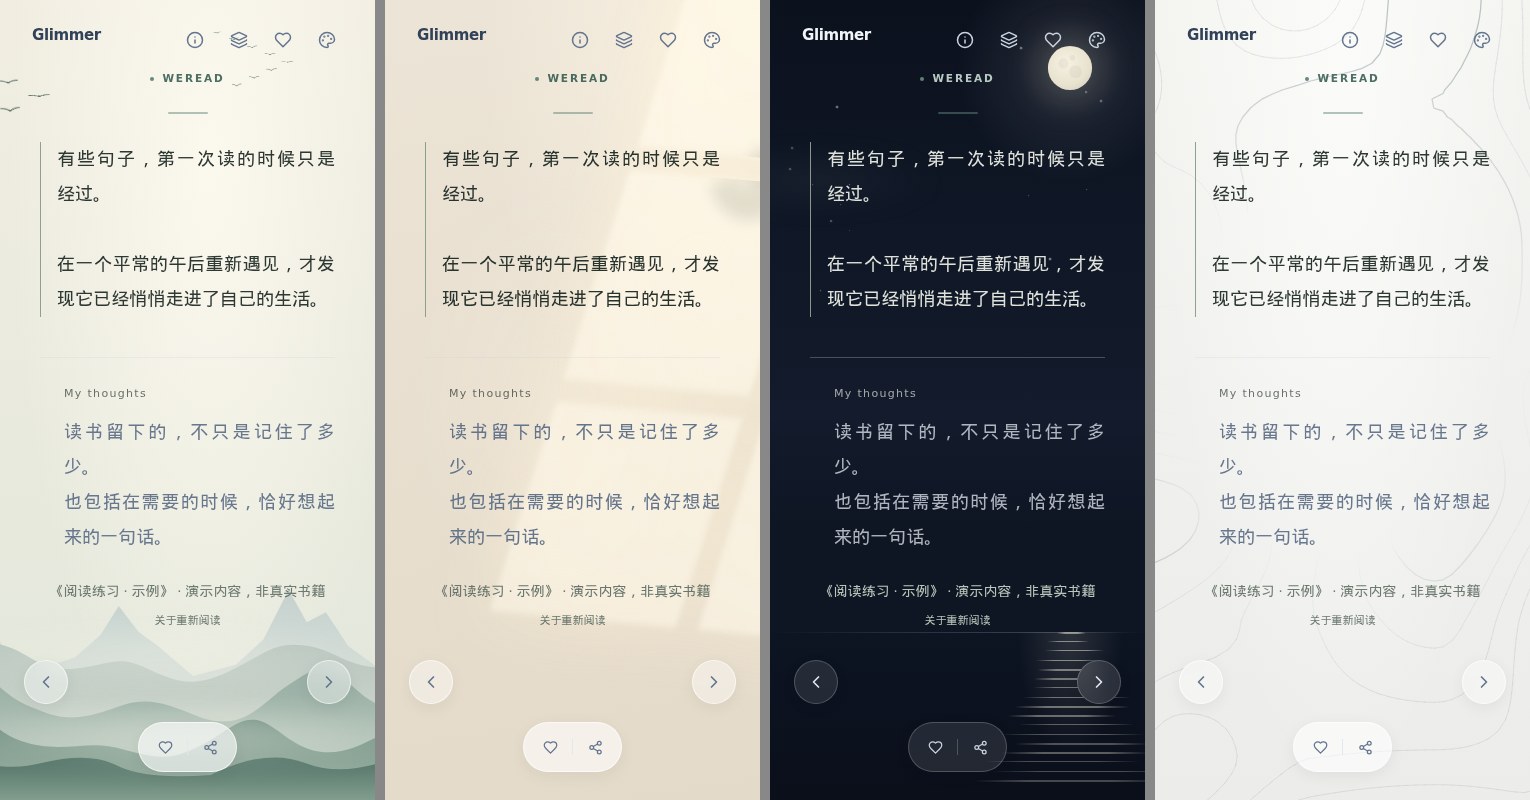 Glimmer
WEREAD
有些句子，第一次读的时候只是
经过。
在一个平常的午后重新遇见，才发
现它已经悄悄走进了自己的生活。
My thoughts
读书留下的，不只是记住了多
少。
也包括在需要的时候，恰好想起
来的一句话。
《阅读练习·示例》·演示内容，非真实书籍
关于重新阅读
Glimmer
WEREAD
有些句子，第一次读的时候只是
经过。
在一个平常的午后重新遇见，才发
现它已经悄悄走进了自己的生活。
My thoughts
读书留下的，不只是记住了多
少。
也包括在需要的时候，恰好想起
来的一句话。
《阅读练习·示例》·演示内容，非真实书籍
关于重新阅读
Glimmer
WEREAD
有些句子，第一次读的时候只是
经过。
在一个平常的午后重新遇见，才发
现它已经悄悄走进了自己的生活。
My thoughts
读书留下的，不只是记住了多
少。
也包括在需要的时候，恰好想起
来的一句话。
《阅读练习·示例》·演示内容，非真实书籍
关于重新阅读
Glimmer
WEREAD
有些句子，第一次读的时候只是
经过。
在一个平常的午后重新遇见，才发
现它已经悄悄走进了自己的生活。
My thoughts
读书留下的，不只是记住了多
少。
也包括在需要的时候，恰好想起
来的一句话。
《阅读练习·示例》·演示内容，非真实书籍
关于重新阅读